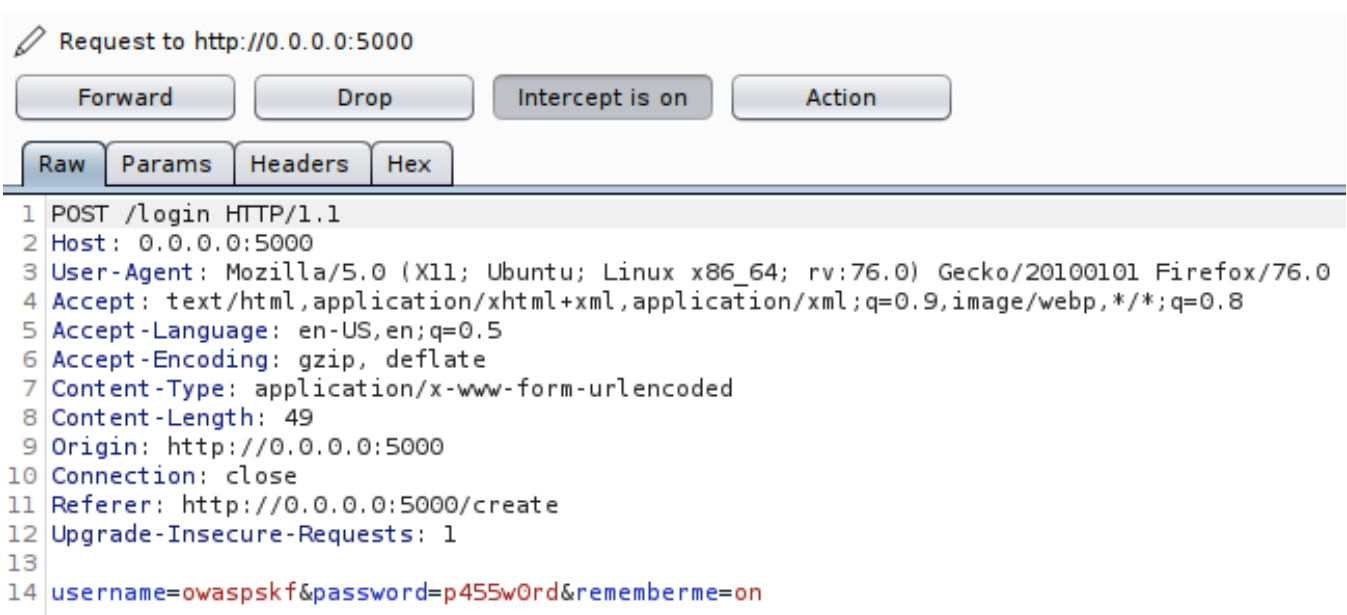 Request to http://0.0.0.0:5000
Forward Drop Intercept is on Action
Raw Params Headers Hex
1 POST /login HTTP/1.1
2 Host: 0.0.0.0:5000
3 User-Agent: Mozilla/5.0 (X11; Ubuntu; Linux x86_64; rv:76.0) Gecko/20100101 Firefox/76.0
4 Accept: text/html,application/xhtml+xml,application/xml;q=0.9,image/webp,*/*;q=0.8
5 Accept-Language: en-US,en;q=0.5
6 Accept-Encoding: gzip, deflate
7 Content-Type: application/x-www-form-urlencoded
8 Content-Length: 49
9 Origin: http://0.0.0.0:5000
10 Connection: close
11 Referer: http://0.0.0.0:5000/create
12 Upgrade-Insecure-Requests: 1
13
14 username=owaspskf&password=p455w0rd&rememberme=on